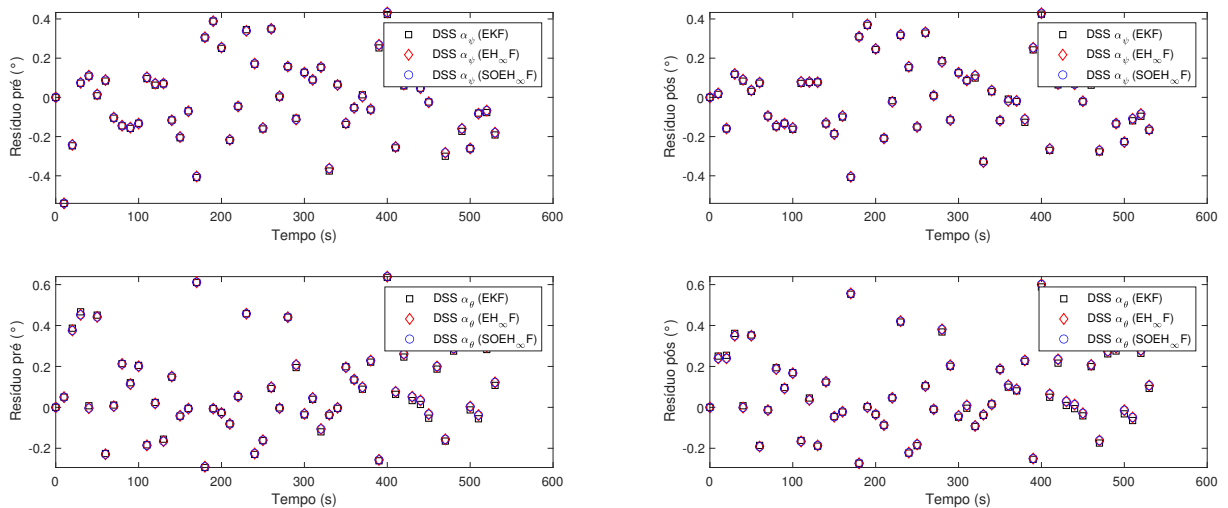 0.4
0.2
0
-0.2
-0.4
Resíduo pré (°)
DSS αψ (EKF)
DSS αψ (EH∞F)
DSS αψ (SOEH∞F)
0 100 200 300 400 500 600
Tempo (s)
0.4
0.2
0
-0.2
-0.4
Resíduo pós (°)
DSS αψ (EKF)
DSS αψ (EH∞F)
DSS αψ (SOEH∞F)
0 100 200 300 400 500 600
Tempo (s)
0.6
0.4
0.2
0
-0.2
Resíduo pré (°)
DSS αθ (EKF)
DSS αθ (EH∞F)
DSS αθ (SOEH∞F)
0 100 200 300 400 500 600
Tempo (s)
0.6
0.4
0.2
0
-0.2
Resíduo pós (°)
DSS αθ (EKF)
DSS αθ (EH∞F)
DSS αθ (SOEH∞F)
0 100 200 300 400 500 600
Tempo (s)